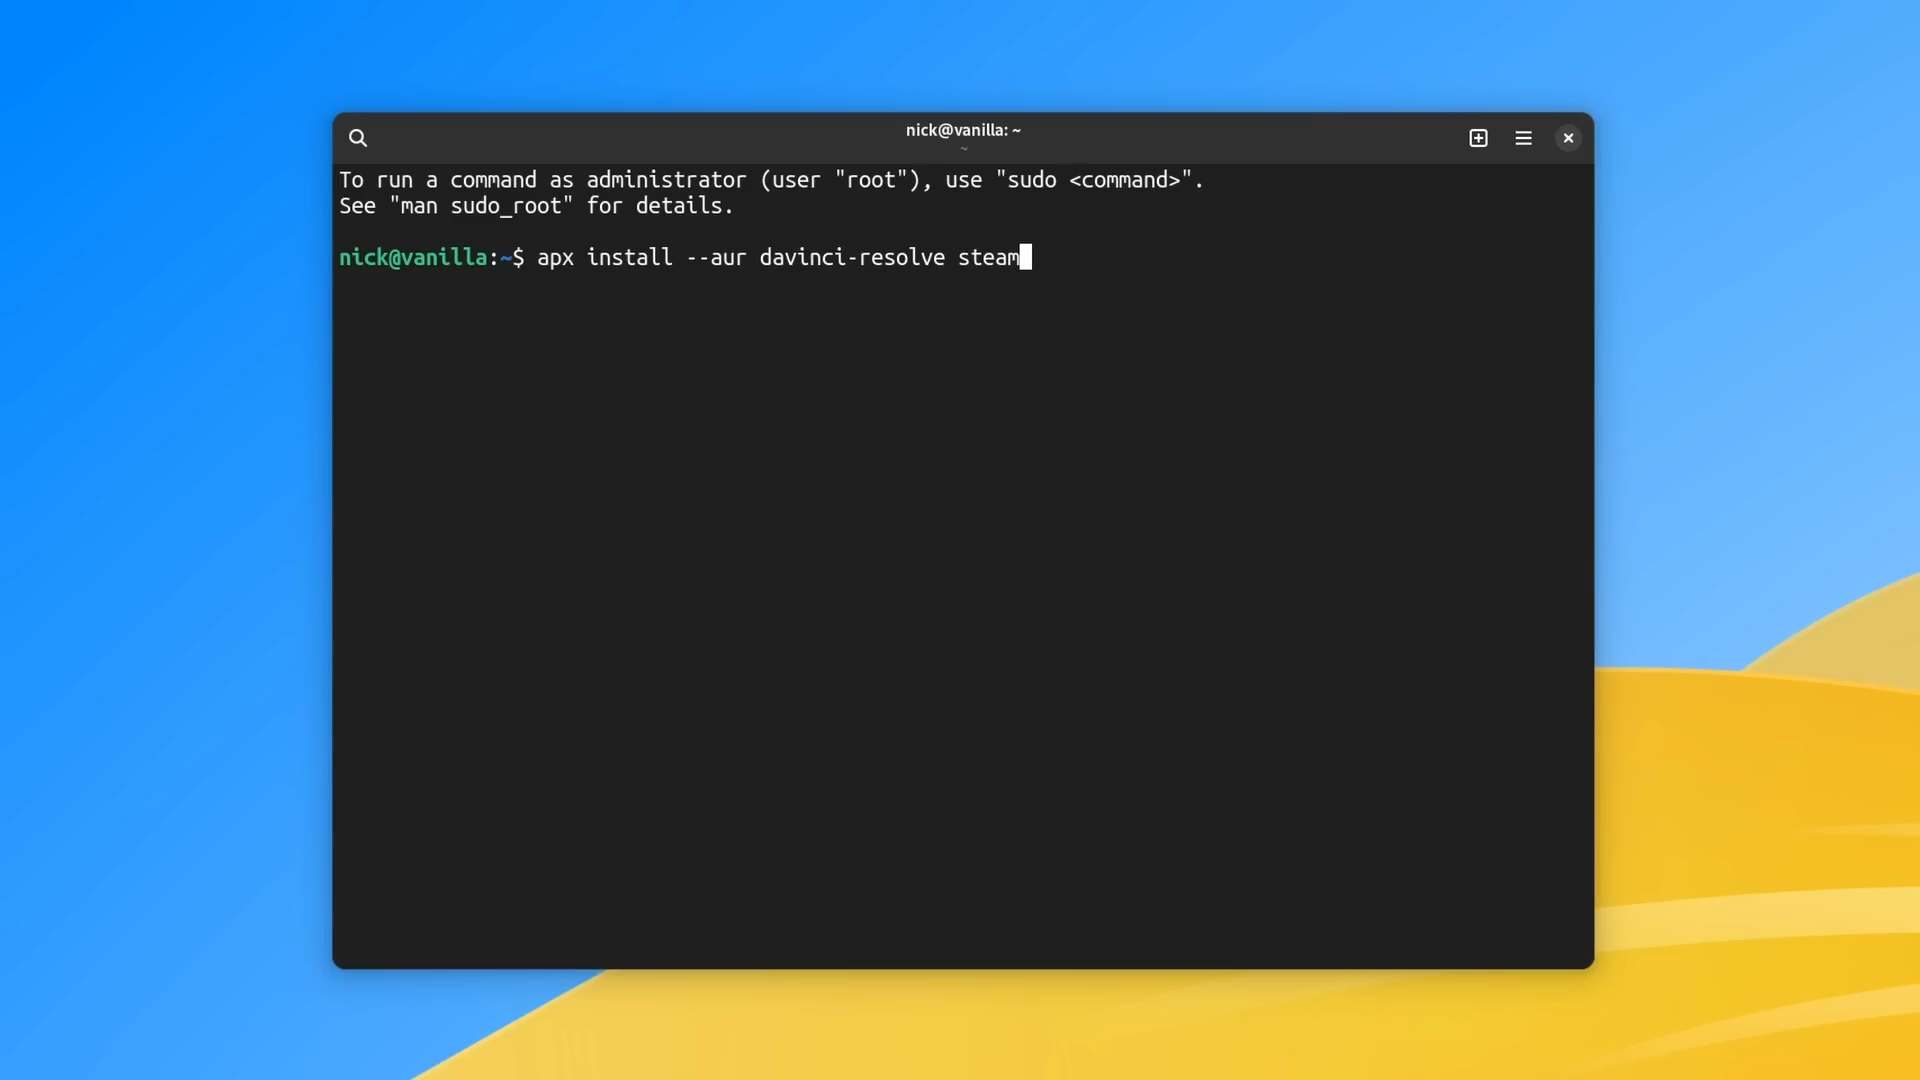 nick@vanilla: ~
~
To run a command as administrator (user "root"), use "sudo <command>".
See "man sudo_root" for details.
nick@vanilla:~$ apx install --aur davinci-resolve steam